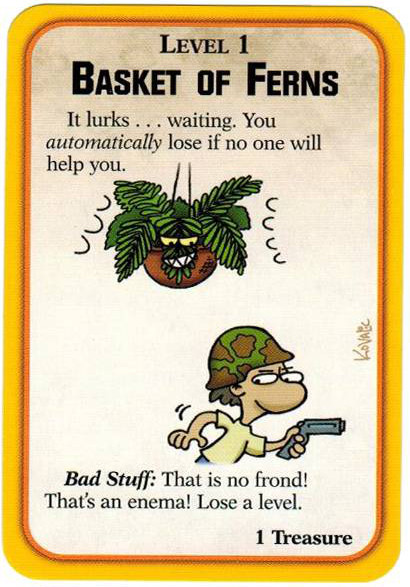 LEVEL 1
BASKET OF FERNS
It lurks . . . waiting. You
automatically lose if no one will
help you.
KOVALIC
Bad Stuff: That is no frond!
That's an enema! Lose a level.
1 Treasure